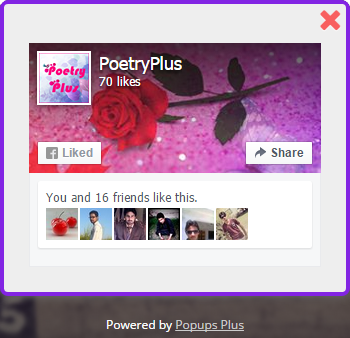 Poetry
Plus
PoetryPlus
70 likes
Liked
Share
You and 16 friends like this.
Powered by Popups Plus